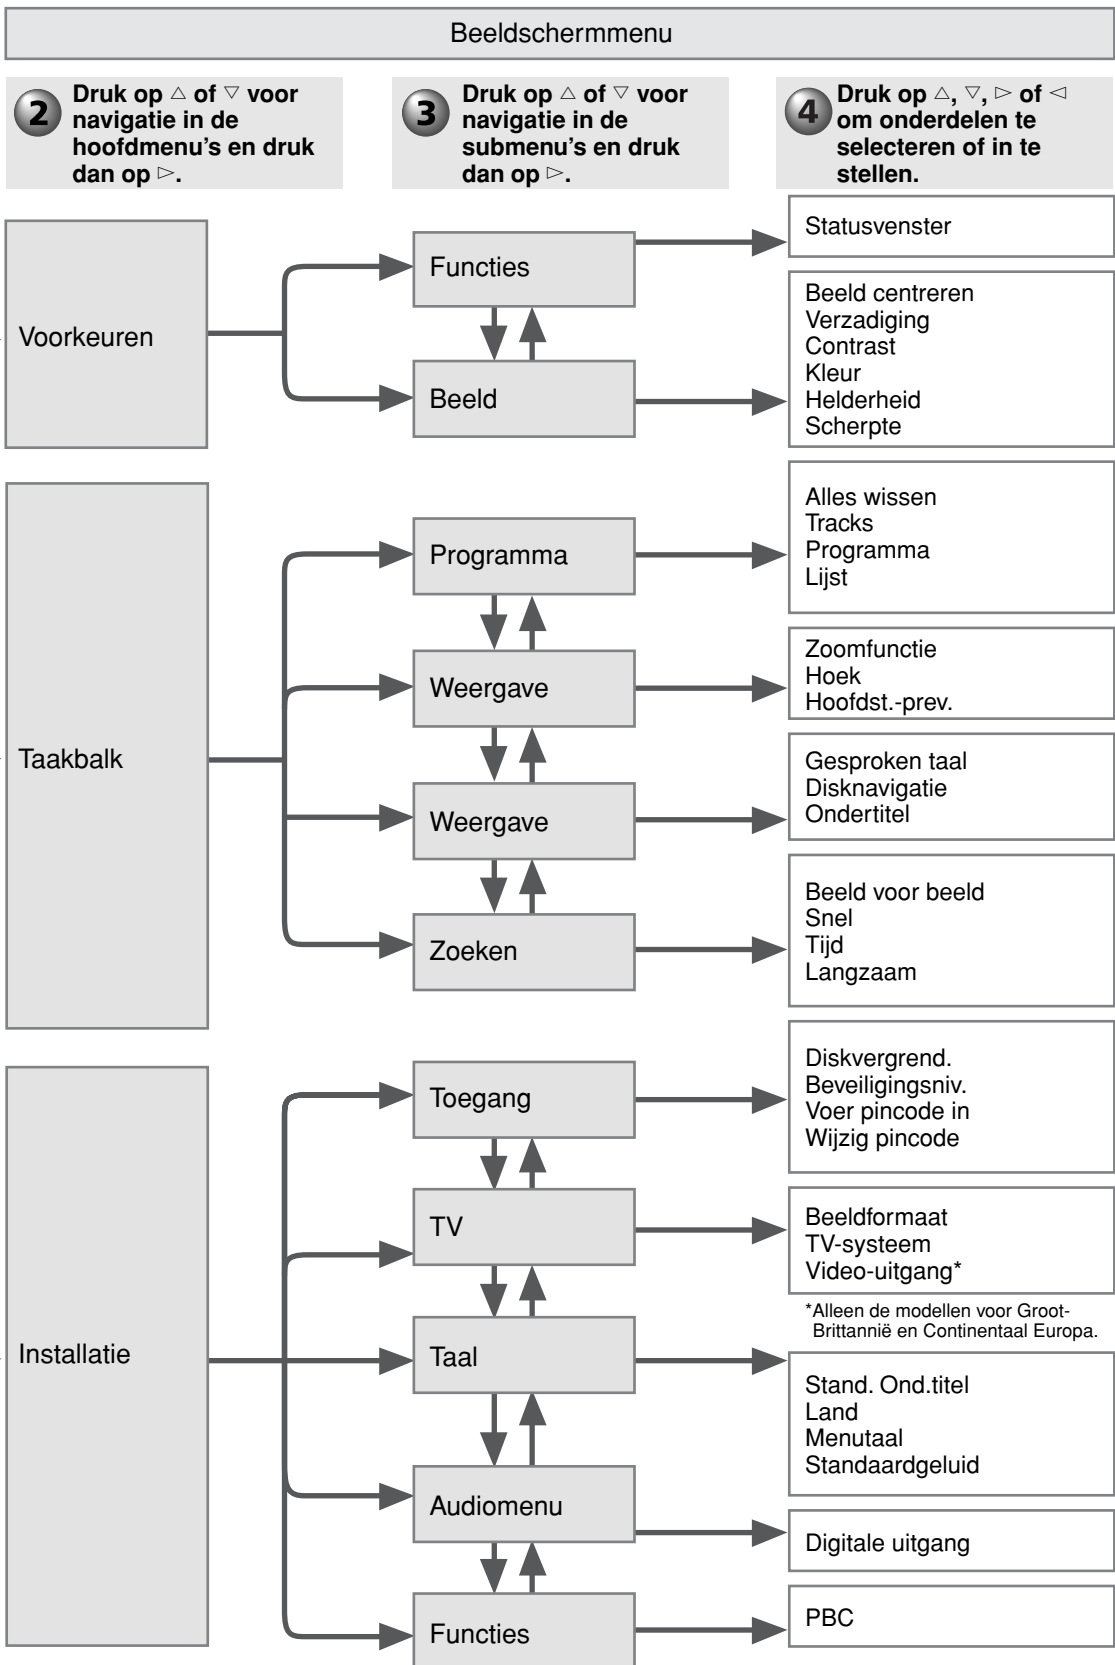 Beeldschermmenu
2
Druk op △ of ▽ voor
navigatie in de
hoofdmenu's en druk
dan op ▷.
3
Druk op △ of ▽ voor
navigatie in de
submenu's en druk
dan op ▷.
4
Druk op △, ▽, ▷ of ◁
om onderdelen te
selecteren of in te
stellen.
Voorkeuren
Functies
Statusvenster
Beeld
Beeld centreren
Verzadiging
Contrast
Kleur
Helderheid
Scherpte
Taakbalk
Programma
Alles wissen
Tracks
Programma
Lijst
Weergave
Zoomfunctie
Hoek
Hoofdst.-prev.
Weergave
Gesproken taal
Disknavigatie
Ondertitel
Zoeken
Beeld voor beeld
Snel
Tijd
Langzaam
Installatie
Toegang
Diskvergrend.
Beveiligingsniv.
Voer pincode in
Wijzig pincode
TV
Beeldformaat
TV-systeem
Video-uitgang*
*Alleen de modellen voor Groot-
Brittannië en Continentaal Europa.
Taal
Stand. Ond.titel
Land
Menutaal
Standaardgeluid
Audiomenu
Digitale uitgang
Functies
PBC